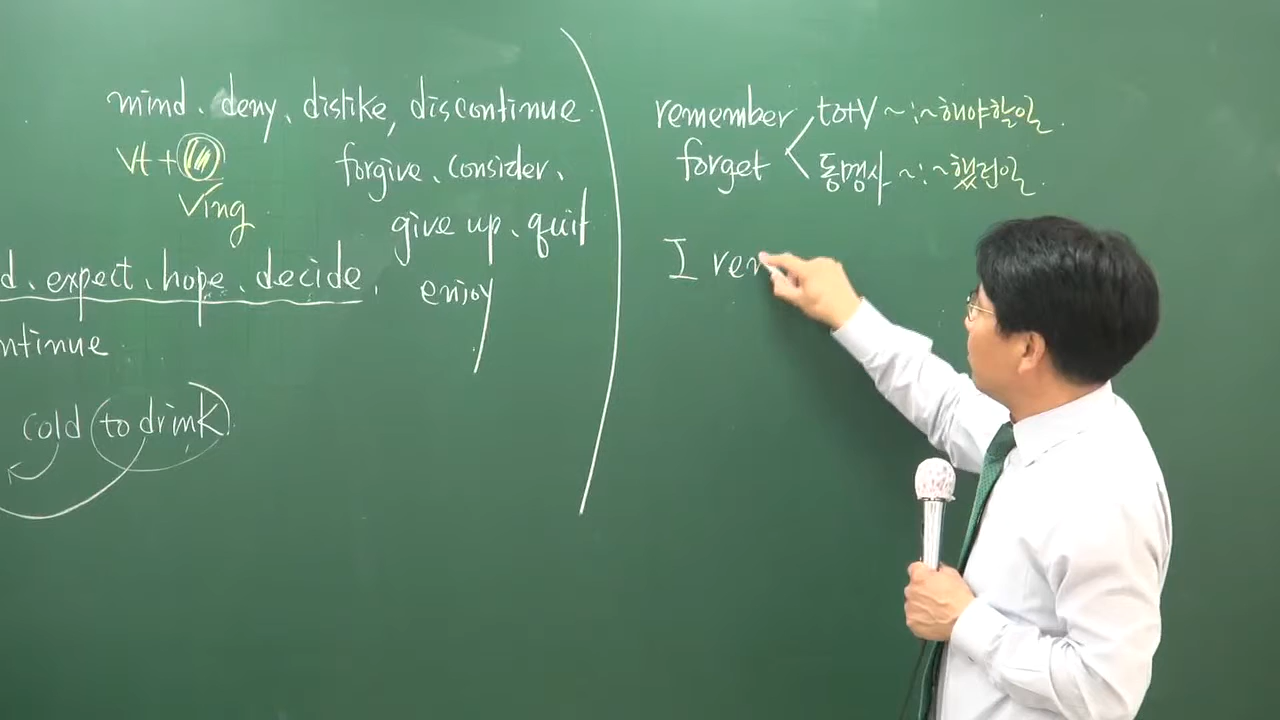 mind, deny, dislike, discontinue
Vt +
Ving
forgive, consider,
give up, quit
enjoy
d, expect, hope, decide,
ntinue
cold (to drink)
remember
forget
to+V ~:~해야할일.
동명사 ~:~했던일.
I rem